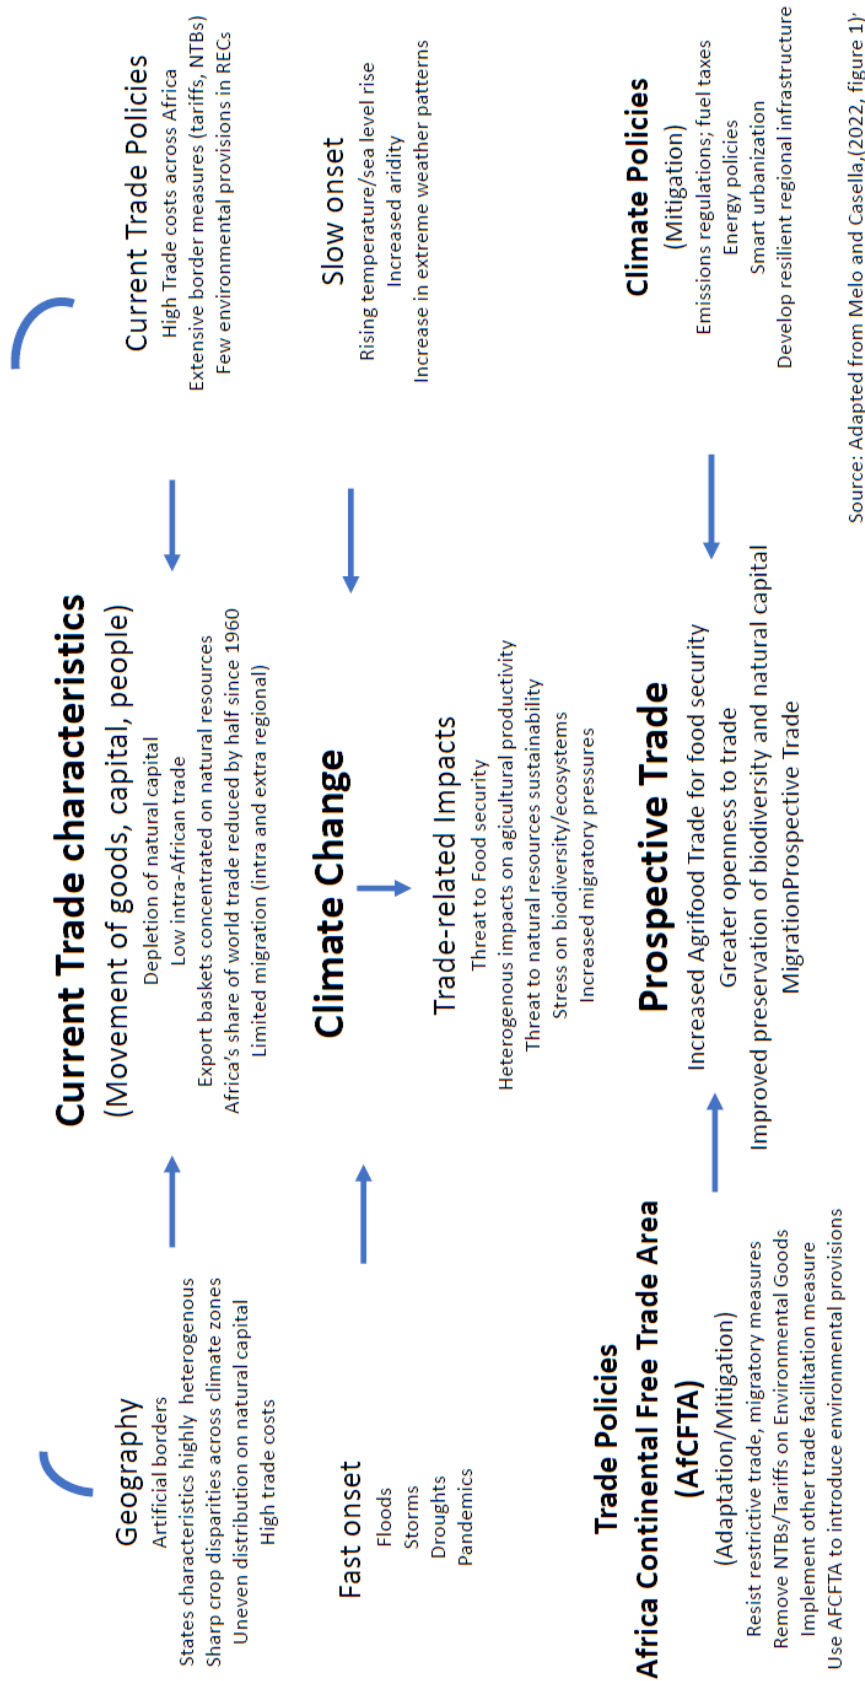 Current Trade characteristics
(Movement of goods, capital, people)
Depletion of natural capital
Low intra-African trade
Export baskets concentrated on natural resources
Africa's share of world trade reduced by half since 1960
Limited migration (intra and extra regional)
Geography
Artificial borders
States characteristics highly heterogenous
Sharp crop disparities across climate zones
Uneven distribution on natural capital
High trade costs
Current Trade Policies
High Trade costs across Africa
Extensive border measures (tariffs, NTBs)
Few environmental provisions in RECs
Climate Change
Fast onset
Floods
Storms
Droughts
Pandemics
Slow onset
Rising temperature/sea level rise
Increased aridity
Increase in extreme weather patterns
Trade-related Impacts
Threat to Food security
Heterogenous impacts on agicultural productivity
Threat to natural resources sustainability
Stress on biodiversity/ecosystems
Increased migratory pressures
Trade Policies
Africa Continental Free Trade Area
(AfCFTA)
(Adaptation/Mitigation)
Resist restrictive trade, migratory measures
Remove NTBs/Tariffs on Environmental Goods
Implement other trade facilitation measure
Use AFCFTA to introduce environmental provisions
Prospective Trade
Increased Agrifood Trade for food security
Greater openness to trade
Improved preservation of biodiversity and natural capital
MigrationProspective Trade
Climate Policies
(Mitigation)
Emissions regulations; fuel taxes
Energy policies
Smart urbanization
Develop resilient regional infrastructure
Source: Adapted from Melo and Casella,(2022, figure 1),